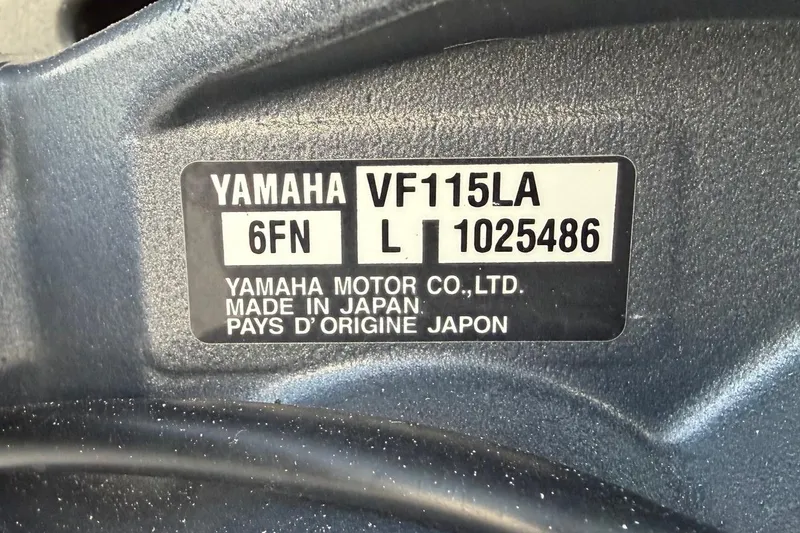 YAMAHA VF115LA
6FN L 1025486
YAMAHA MOTOR CO.,LTD.
MADE IN JAPAN
PAYS D'ORIGINE JAPON